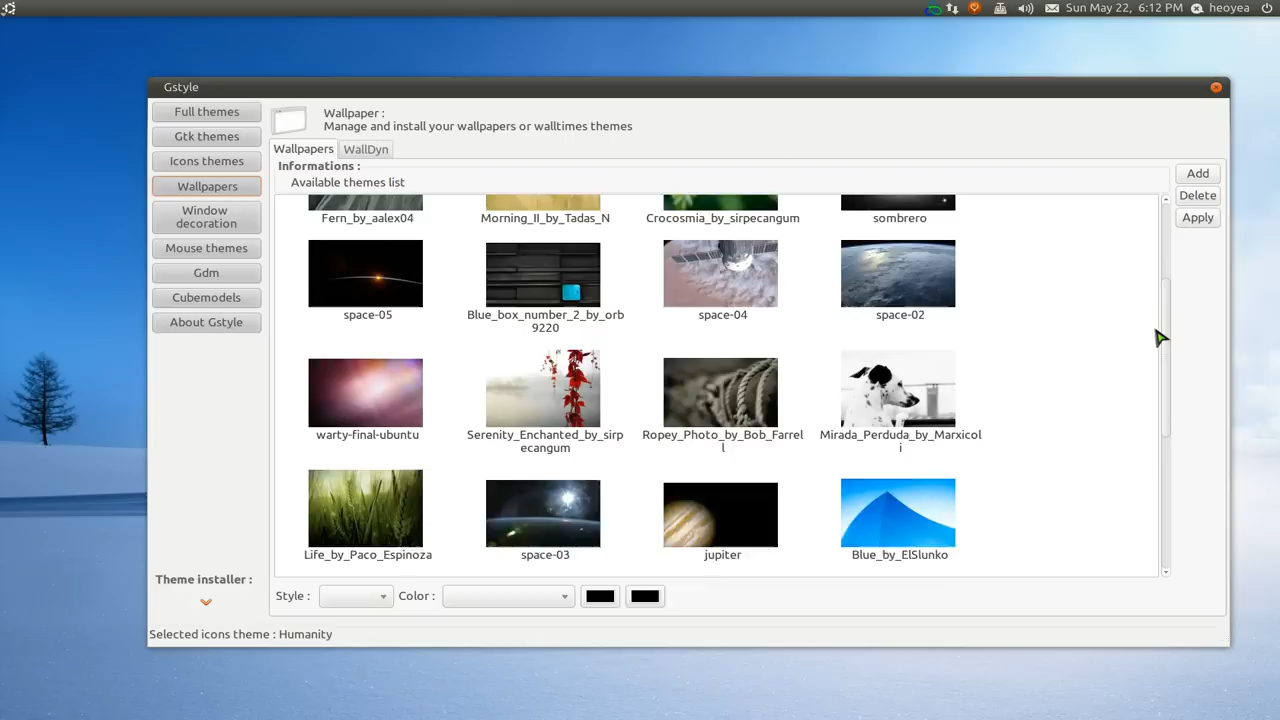 Sun May 22, 6:12 PM heoyea
Gstyle
Full themes
Gtk themes
Icons themes
Wallpapers
Window
decoration
Mouse themes
Gdm
Cubemodels
About Gstyle
Theme installer :
Wallpaper :
Manage and install your wallpapers or walltimes themes
Wallpapers WallDyn
Informations :
Available themes list
Add
Delete
Apply
Fern_by_aalex04 Morning_II_by_Tadas_N Crocosmia_by_sirpecangum sombrero
space-05 Blue_box_number_2_by_orb space-04 space-02
9220
warty-final-ubuntu Serenity_Enchanted_by_sirp Ropey_Photo_by_Bob_Farrel Mirada_Perduda_by_Marxicol
ecangum l i
Life_by_Paco_Espinoza space-03 jupiter Blue_by_ElSlunko
Style : Color :
Selected icons theme : Humanity